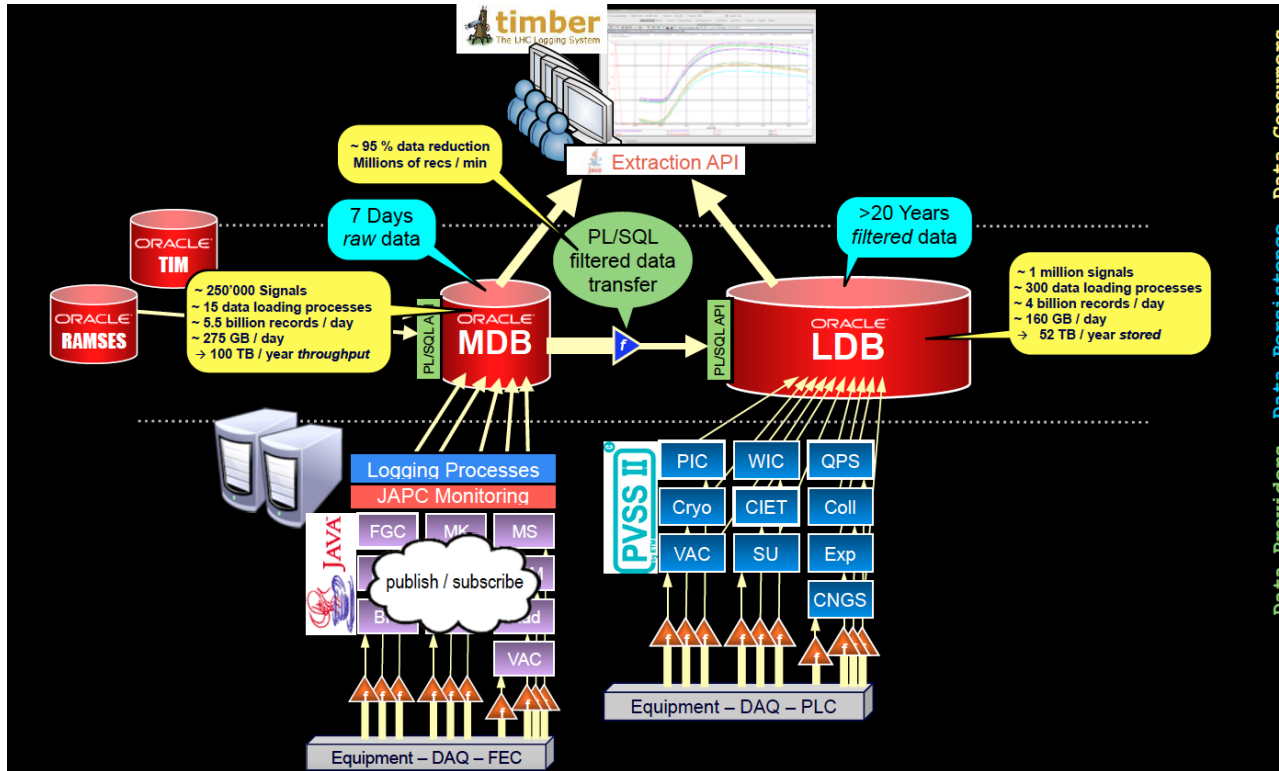 timber
The LHC Logging System
~ 95 % data reduction
Millions of recs / min
Java
Extraction API
7 Days
raw data
PL/SQL
filtered data
transfer
>20 Years
filtered data
ORACLE
TIM
ORACLE
RAMSES
~ 250'000 Signals
~ 15 data loading processes
~ 5.5 billion records / day
~ 275 GB / day
→ 100 TB / year throughput
PL/SQL API
ORACLE
MDB
f
PL/SQL API
ORACLE
LDB
~ 1 million signals
~ 300 data loading processes
~ 4 billion records / day
~ 160 GB / day
→ 52 TB / year stored
Logging Processes
JAPC Monitoring
JAVA
FGC
MK
MS
publish / subscribe
VAC
f f f f f f f f
Equipment – DAQ – FEC
PVSS II
PIC
WIC
QPS
Cryo
CIET
Coll
VAC
SU
Exp
CNGS
f f f f f f f f
Equipment – DAQ – PLC
Data Providers
Data Persistence
Data Consumers